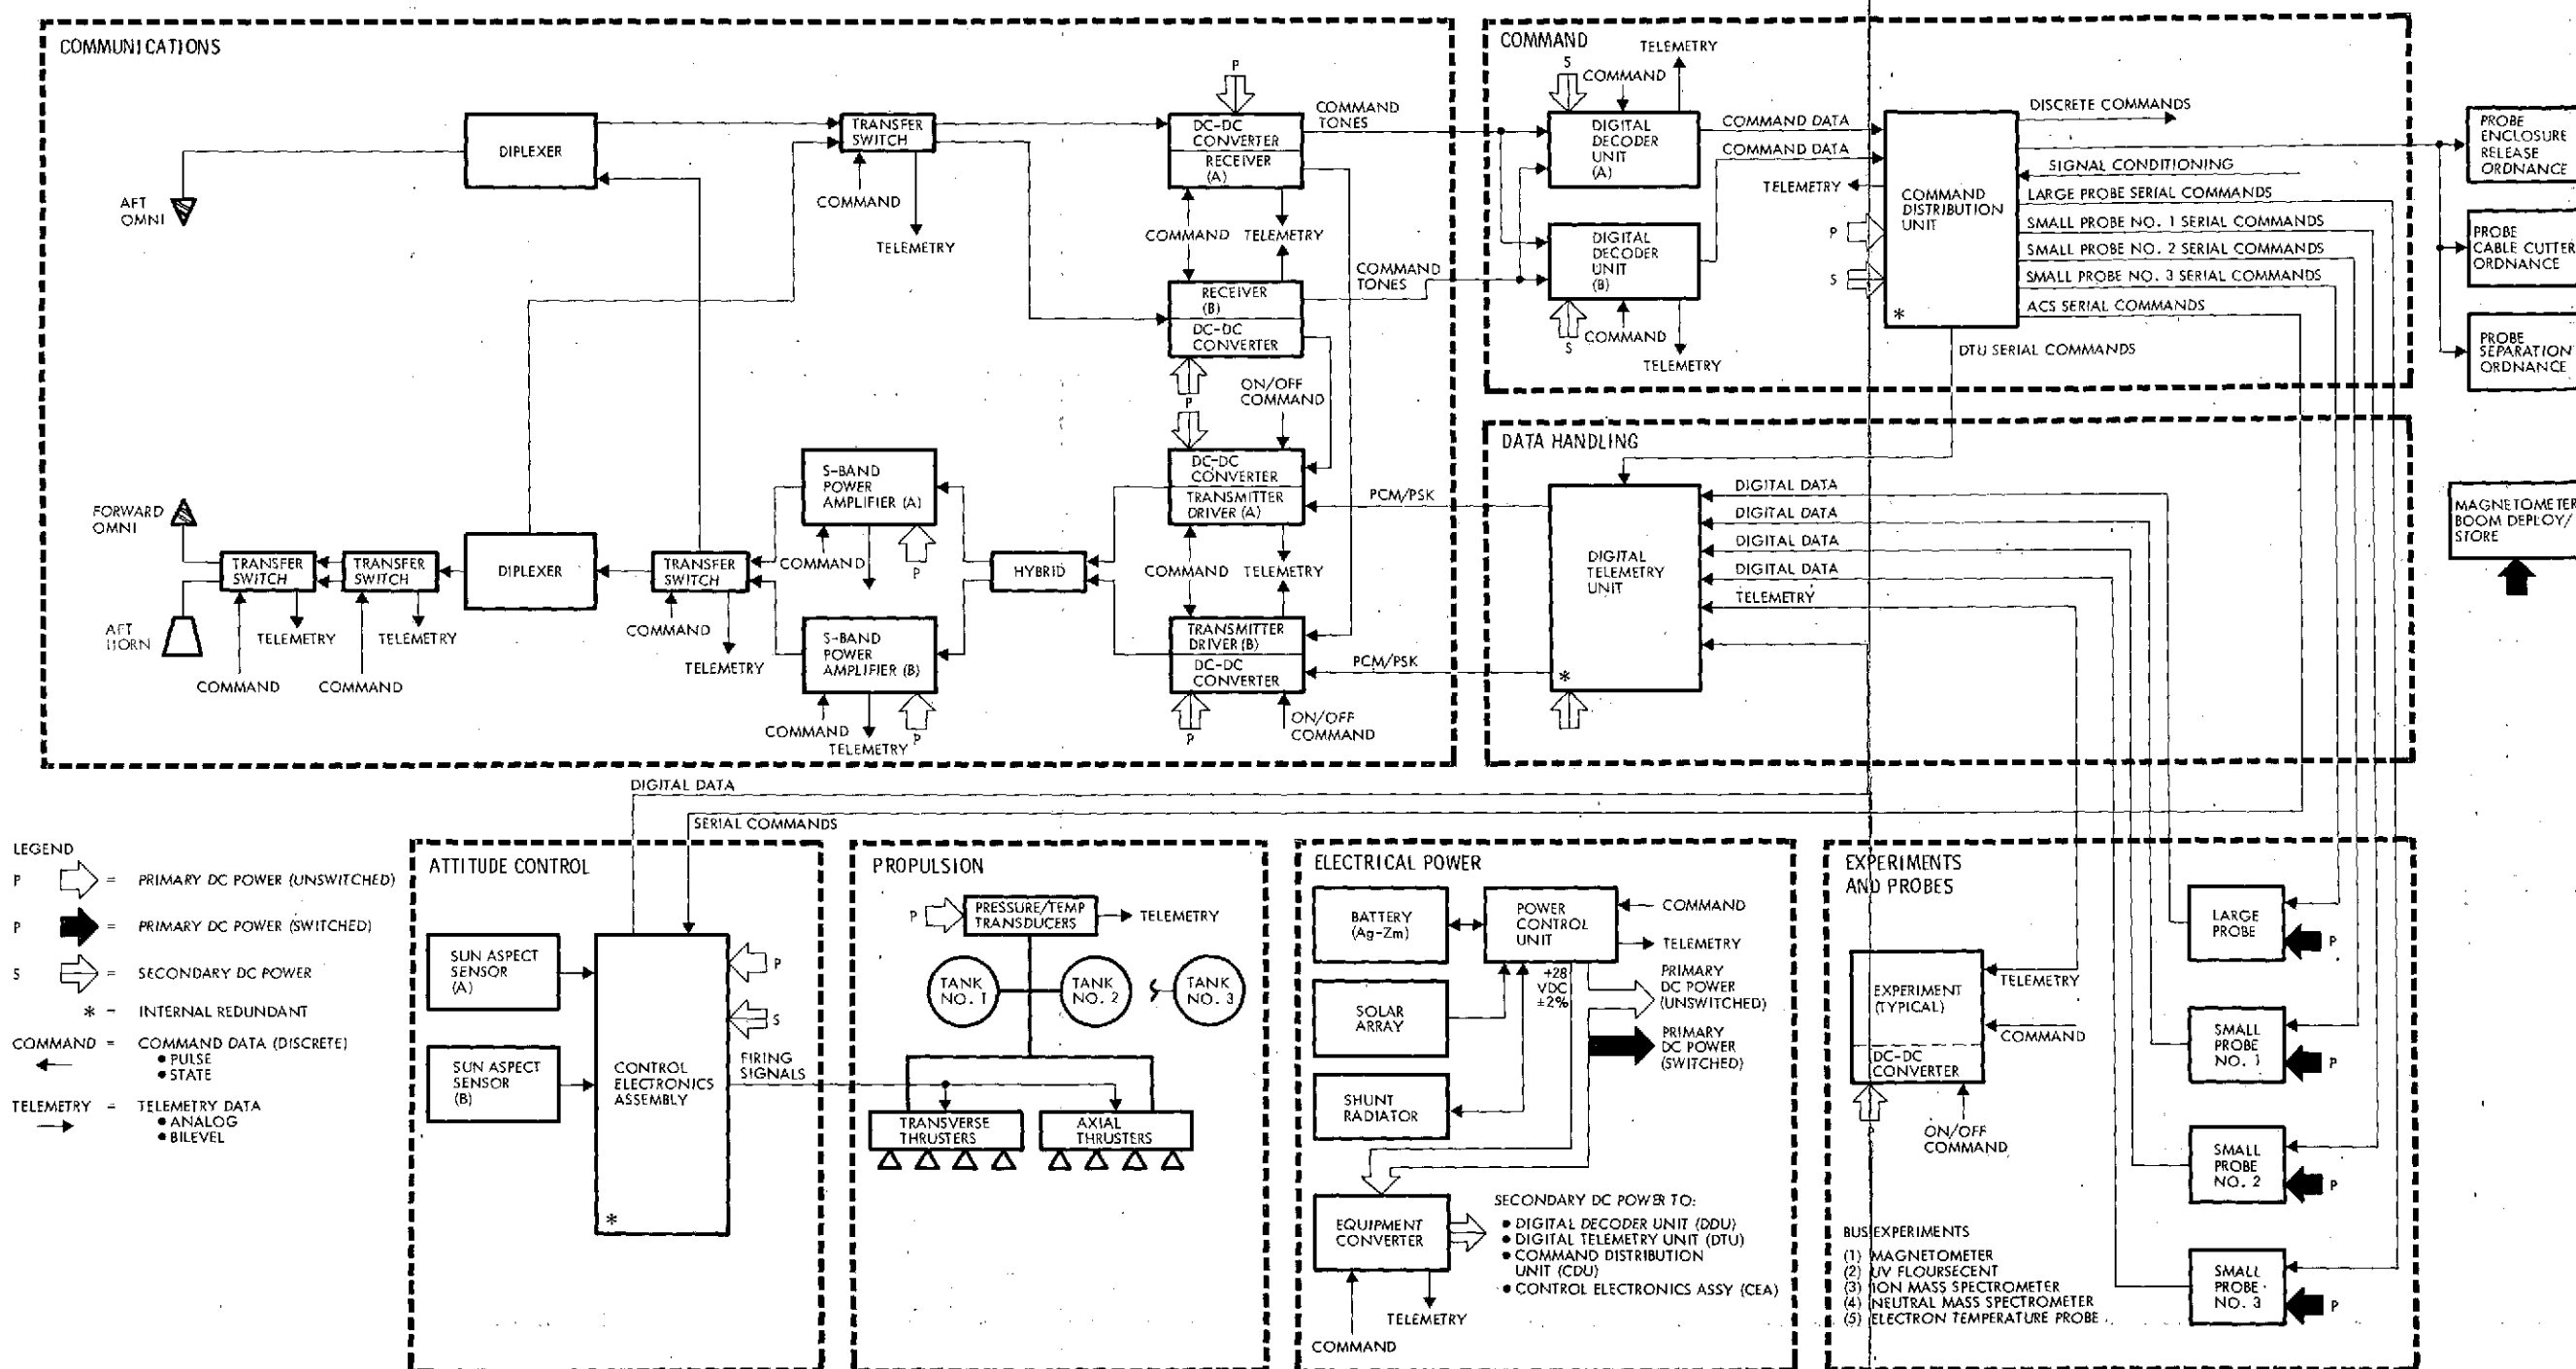 COMMUNICATIONS
DIPLEXER
AFT
OMNI
TRANSFER
SWITCH
COMMAND
TELEMETRY
P
DC-DC
CONVERTER
RECEIVER
(A)
COMMAND
TONES
COMMAND
TELEMETRY
RECEIVER
(B)
DC-DC
CONVERTER
COMMAND
TONES
P
ON/OFF
COMMAND
DC-DC
CONVERTER
TRANSMITTER
DRIVER (A)
PCM/PSK
COMMAND
TELEMETRY
TRANSMITTER
DRIVER (B)
DC-DC
CONVERTER
PCM/PSK
P
ON/OFF
COMMAND
S-BAND
POWER
AMPLIFIER (A)
COMMAND
P
HYBRID
S-BAND
POWER
AMPLIFIER (B)
COMMAND
TELEMETRY
P
FORWARD
OMNI
AFT
HORN
TRANSFER
SWITCH
TRANSFER
SWITCH
DIPLEXER
TRANSFER
SWITCH
TELEMETRY
TELEMETRY
COMMAND
COMMAND
COMMAND
TELEMETRY
COMMAND
S
COMMAND
TELEMETRY
DIGITAL
DECODER
UNIT
(A)
COMMAND DATA
COMMAND DATA
DIGITAL
DECODER
UNIT
(B)
S
COMMAND
TELEMETRY
TELEMETRY
P
S
COMMAND
DISTRIBUTION
UNIT
*
DISCRETE COMMANDS
SIGNAL CONDITIONING
LARGE PROBE SERIAL COMMANDS
SMALL PROBE NO. 1 SERIAL COMMANDS
SMALL PROBE NO. 2 SERIAL COMMANDS
SMALL PROBE NO. 3 SERIAL COMMANDS
ACS SERIAL COMMANDS
DTU SERIAL COMMANDS
PROBE
ENCLOSURE
RELEASE
ORDNANCE
PROBE
CABLE CUTTER
ORDNANCE
PROBE
SEPARATION
ORDNANCE
DATA HANDLING
DIGITAL
TELEMETRY
UNIT
*
DIGITAL DATA
DIGITAL DATA
DIGITAL DATA
DIGITAL DATA
TELEMETRY
MAGNETOMETER
BOOM DEPLOY/
STORE
DIGITAL DATA
SERIAL COMMANDS
LEGEND
P = PRIMARY DC POWER (UNSWITCHED)
P = PRIMARY DC POWER (SWITCHED)
S = SECONDARY DC POWER
* = INTERNAL REDUNDANT
COMMAND = COMMAND DATA (DISCRETE)
• PULSE
• STATE
TELEMETRY = TELEMETRY DATA
• ANALOG
• BILEVEL
ATTITUDE CONTROL
SUN ASPECT
SENSOR
(A)
SUN ASPECT
SENSOR
(B)
CONTROL
ELECTRONICS
ASSEMBLY
*
P
S
FIRING
SIGNALS
PROPULSION
P
PRESSURE/TEMP
TRANSDUCERS
TELEMETRY
TANK
NO. 1
TANK
NO. 2
TANK
NO. 3
TRANSVERSE
THRUSTERS
AXIAL
THRUSTERS
ELECTRICAL POWER
BATTERY
(Ag-Zm)
POWER
CONTROL
UNIT
COMMAND
TELEMETRY
SOLAR
ARRAY
+28
VDC
±2%
PRIMARY
DC POWER
(UNSWITCHED)
PRIMARY
DC POWER
(SWITCHED)
SHUNT
RADIATOR
EQUIPMENT
CONVERTER
SECONDARY DC POWER TO:
• DIGITAL DECODER UNIT (DDU)
• DIGITAL TELEMETRY UNIT (DTU)
• COMMAND DISTRIBUTION
UNIT (CDU)
• CONTROL ELECTRONICS ASSY (CEA)
TELEMETRY
COMMAND
EXPERIMENTS
AND PROBES
EXPERIMENT
(TYPICAL)
DC-DC
CONVERTER
TELEMETRY
COMMAND
P
ON/OFF
COMMAND
LARGE
PROBE
P
SMALL
PROBE
NO. 1
P
SMALL
PROBE
NO. 2
P
SMALL
PROBE
NO. 3
P
BUS EXPERIMENTS
(1) MAGNETOMETER
(2) UV FLOURSECENT
(3) ION MASS SPECTROMETER
(4) NEUTRAL MASS SPECTROMETER
(5) ELECTRON TEMPERATURE PROBE